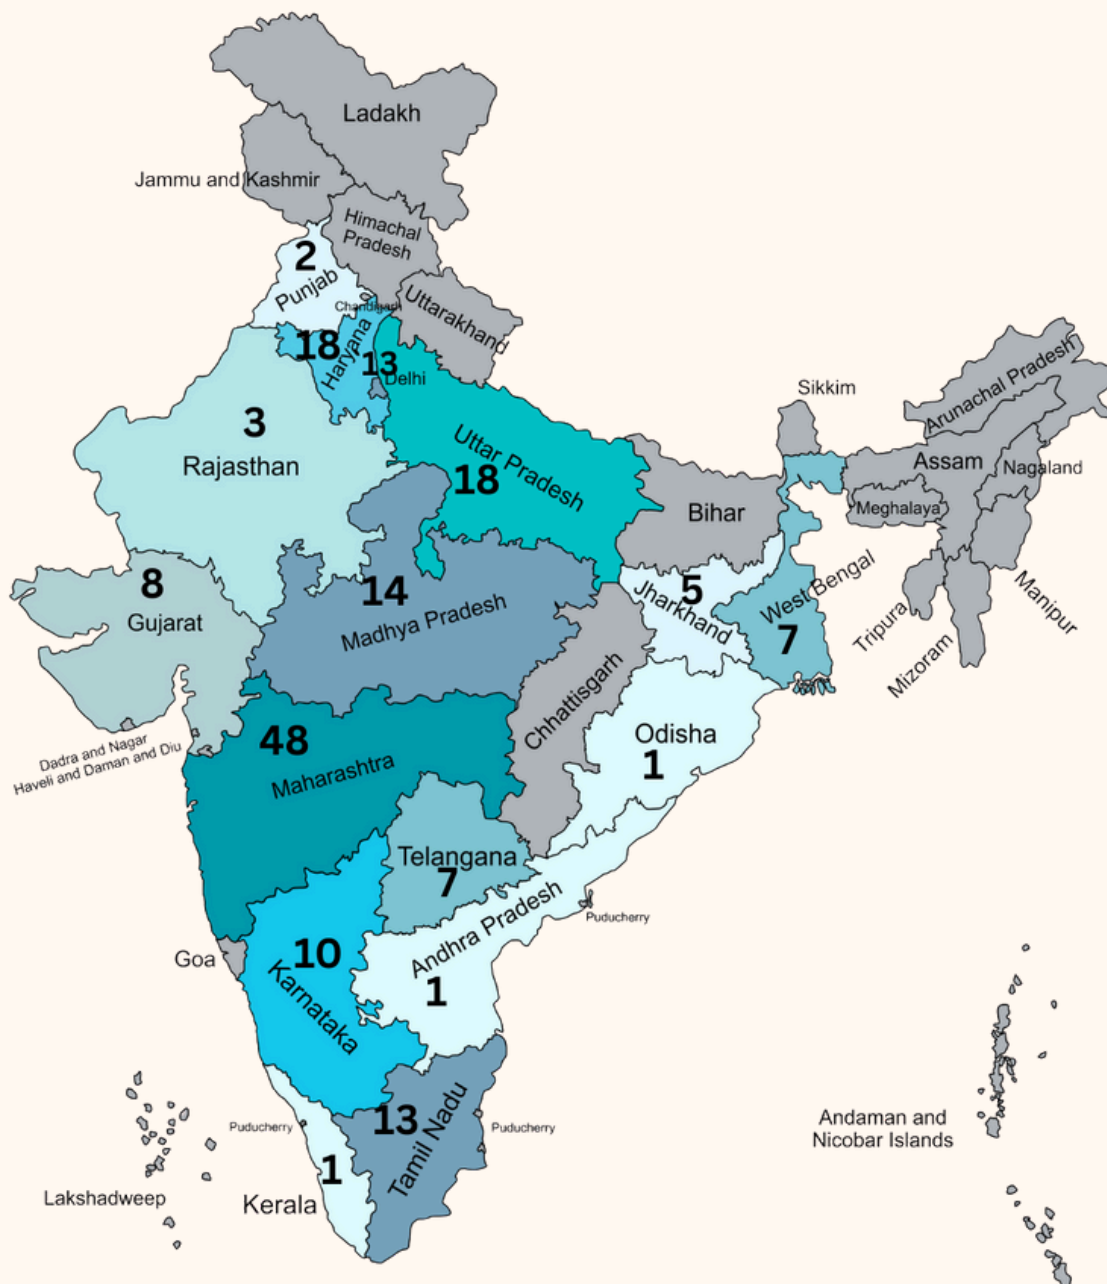 Ladakh
Jammu and Kashmir
Himachal
Pradesh
2
Punjab
Chandigarh
Uttarakhand
18
Haryana
13
Delhi
Arunachal Pradesh
Sikkim
3
Rajasthan
Uttar Pradesh
18
Assam
Nagaland
Bihar
Meghalaya
8
Gujarat
14
Madhya Pradesh
5
Jharkhand
West Bengal
7
Tripura
Manipur
Mizoram
Chhattisgarh
Odisha
1
Dadra and Nagar
Haveli and Daman and Diu
48
Maharashtra
Telangana
7
Andhra Pradesh
1
Puducherry
Goa
10
Karnataka
13
Tamil Nadu
Puducherry
Puducherry
1
Kerala
Lakshadweep
Andaman and
Nicobar Islands